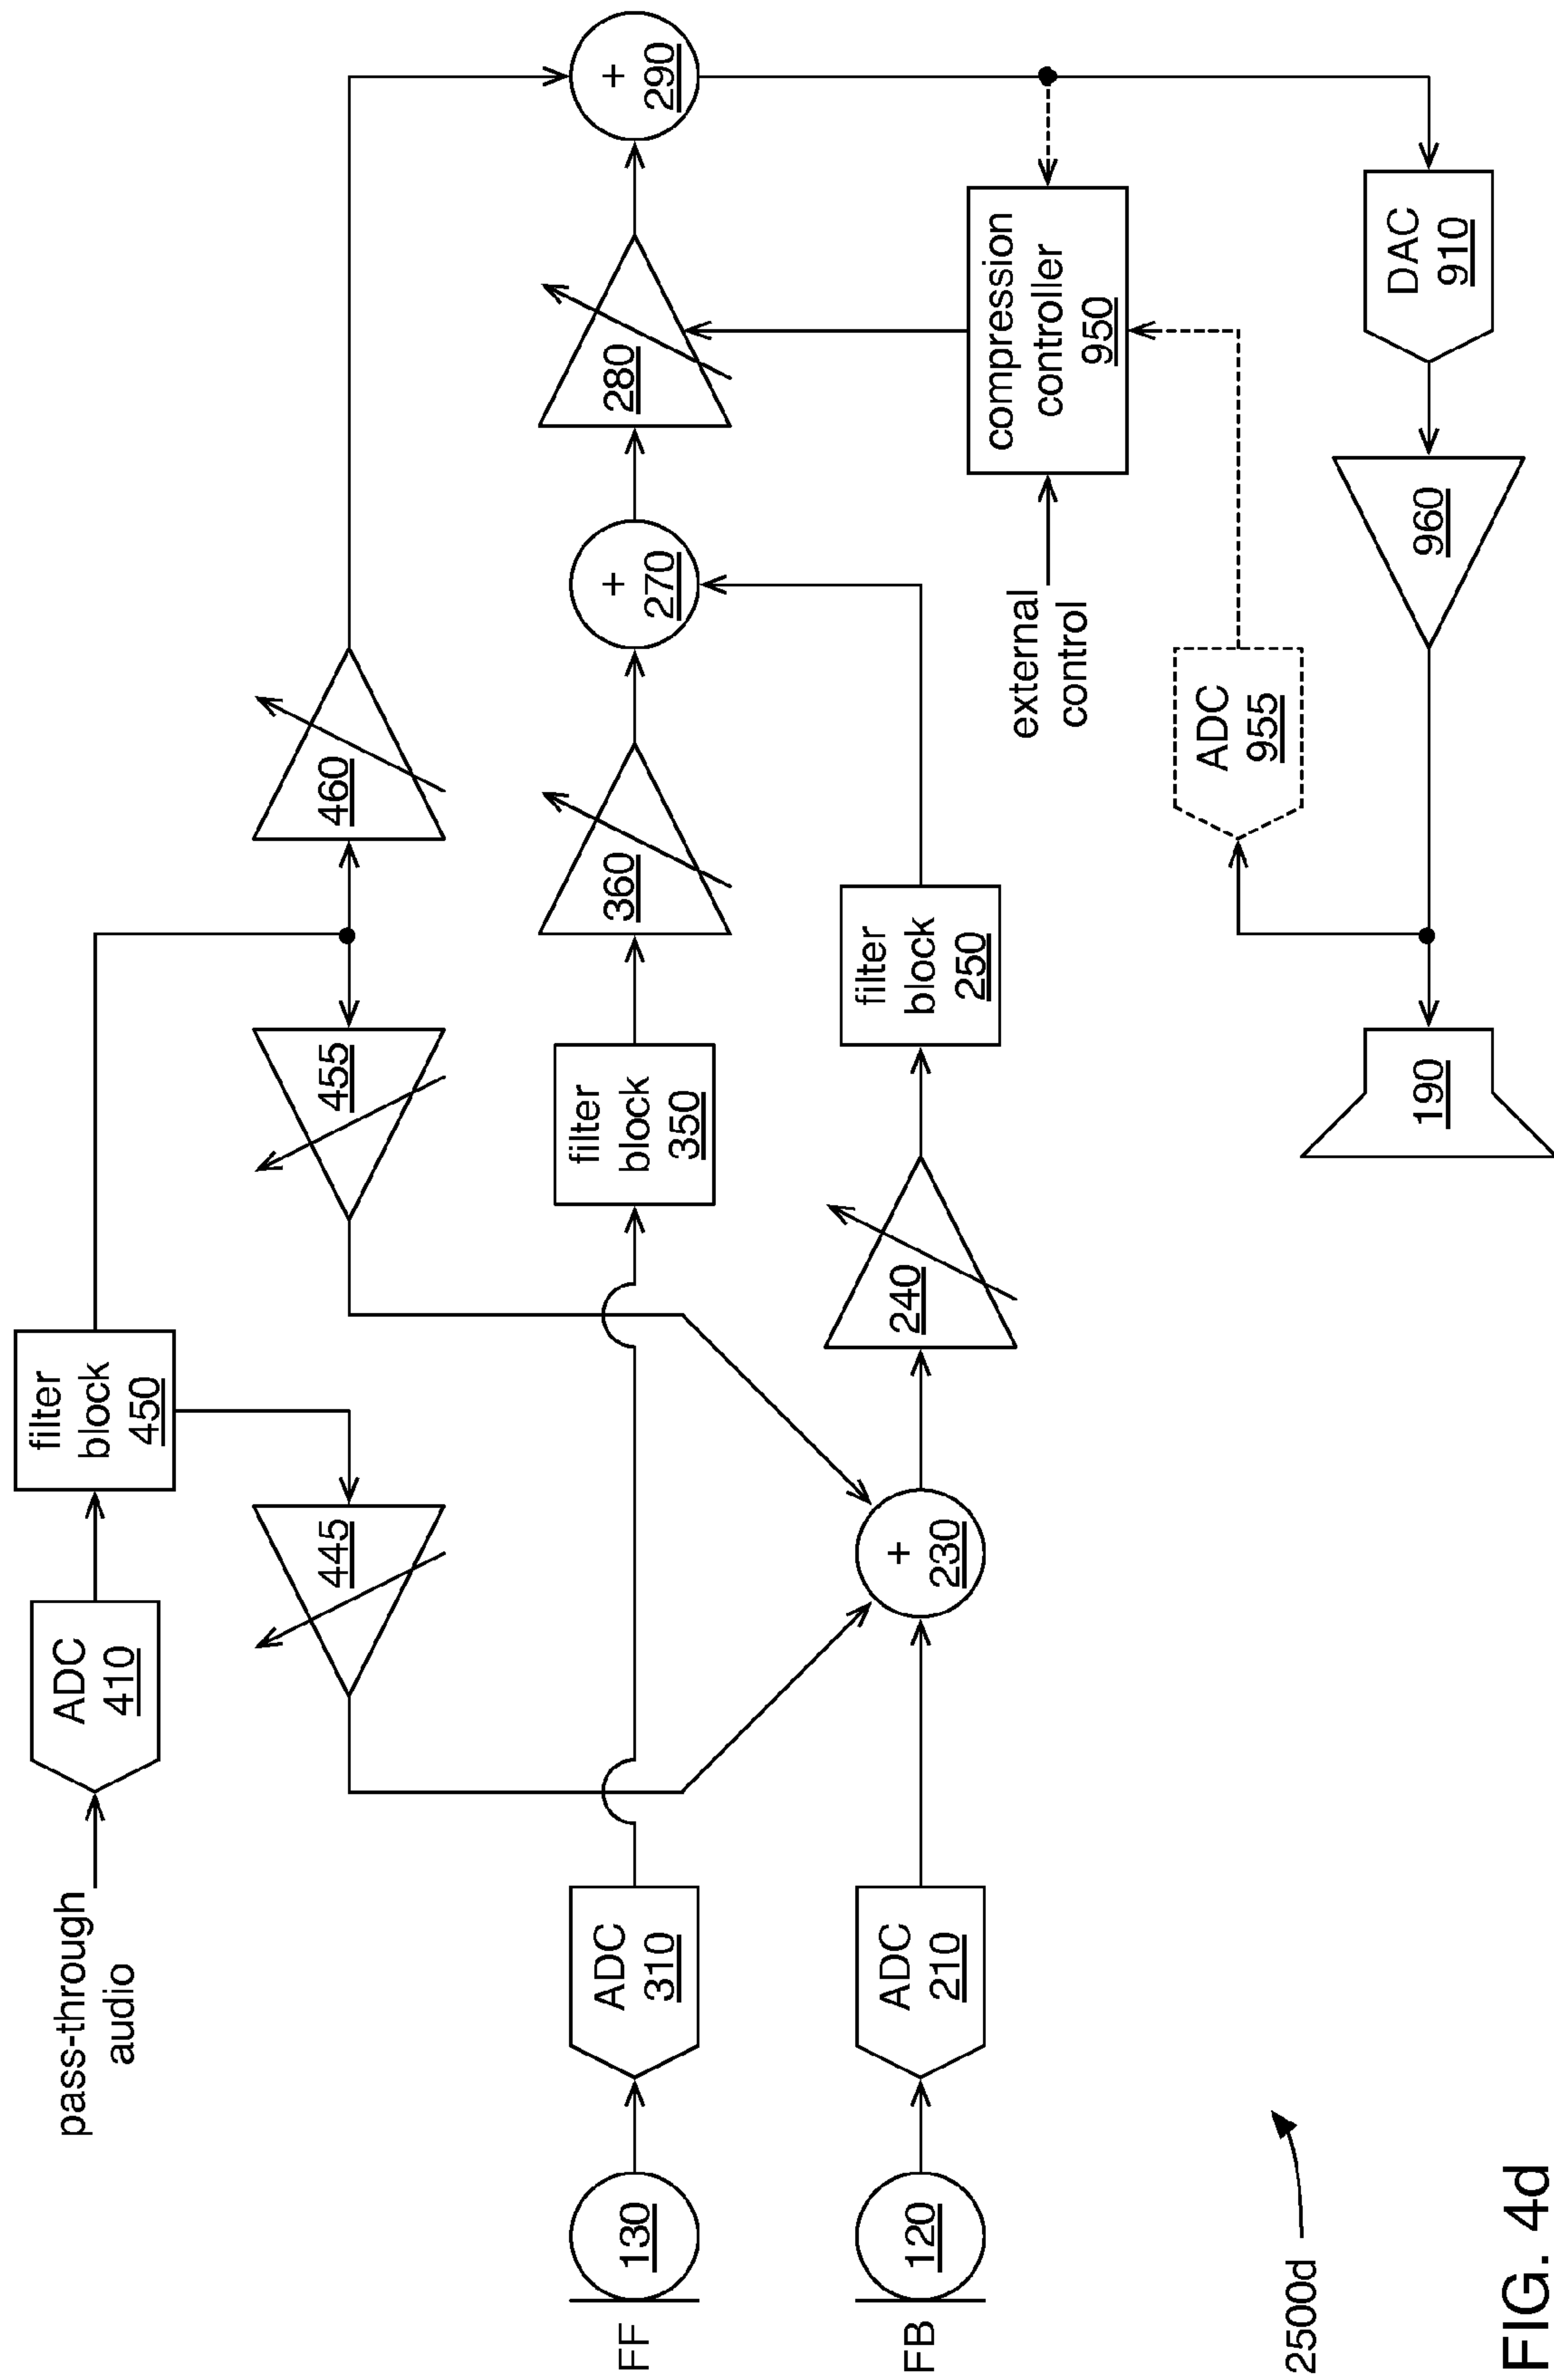 pass-through
audio
ADC
410
filter
block
450
445
455
460
FF
130
ADC
310
filter
block
350
360
+
270
280
+
290
FB
120
ADC
210
+
230
240
filter
block
250
external
control
compression
controller
950
ADC
955
190
960
DAC
910
2500d
FIG. 4d